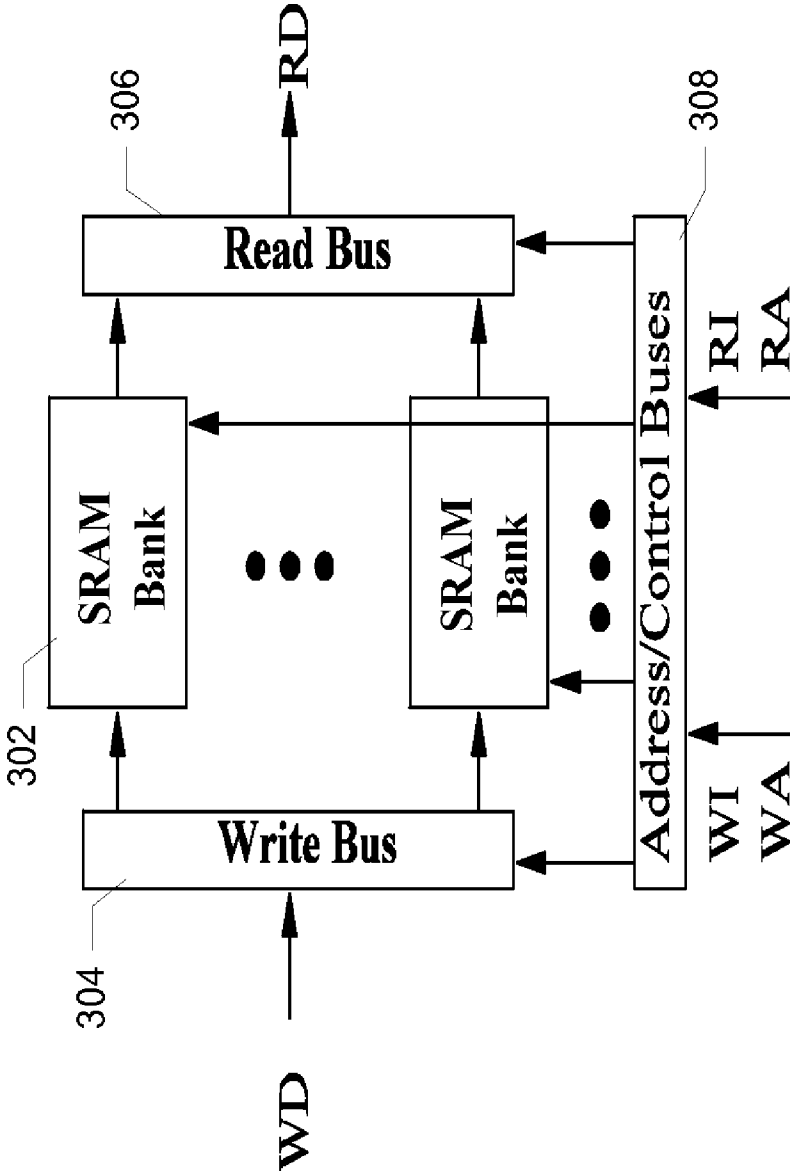 302
304
306
308
WD
Write Bus
SRAM
Bank
SRAM
Bank
Read Bus
RD
Address/Control Buses
WI
WA
RI
RA